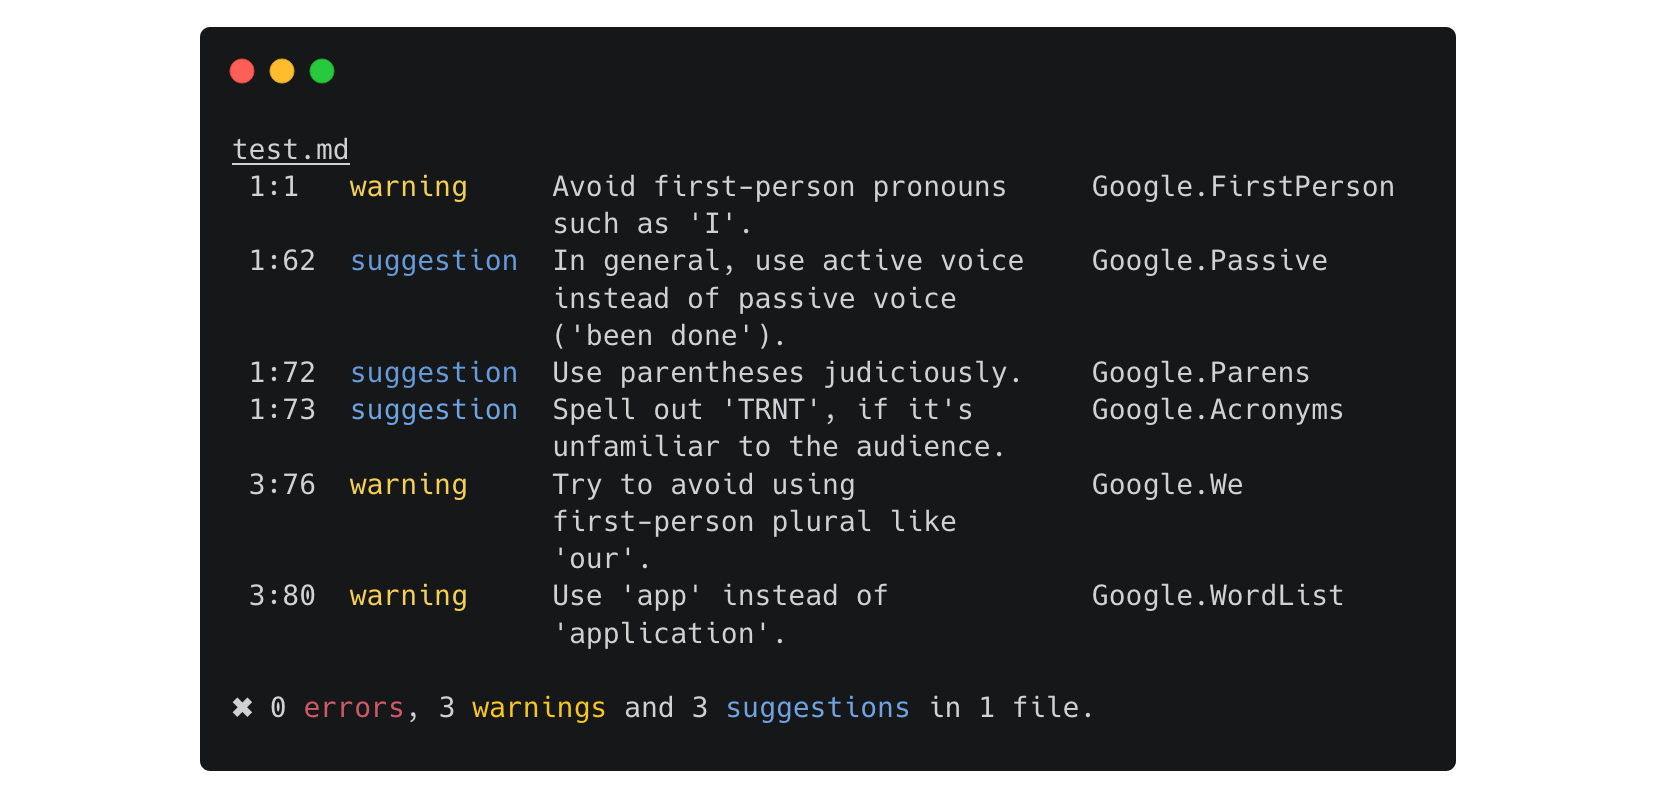 test.md
1:1 warning Avoid first-person pronouns Google.FirstPerson
such as 'I'.
1:62 suggestion In general, use active voice Google.Passive
instead of passive voice
('been done').
1:72 suggestion Use parentheses judiciously. Google.Parens
1:73 suggestion Spell out 'TRNT', if it's Google.Acronyms
unfamiliar to the audience.
3:76 warning Try to avoid using Google.We
first-person plural like
'our'.
3:80 warning Use 'app' instead of Google.WordList
'application'.
✖ 0 errors, 3 warnings and 3 suggestions in 1 file.